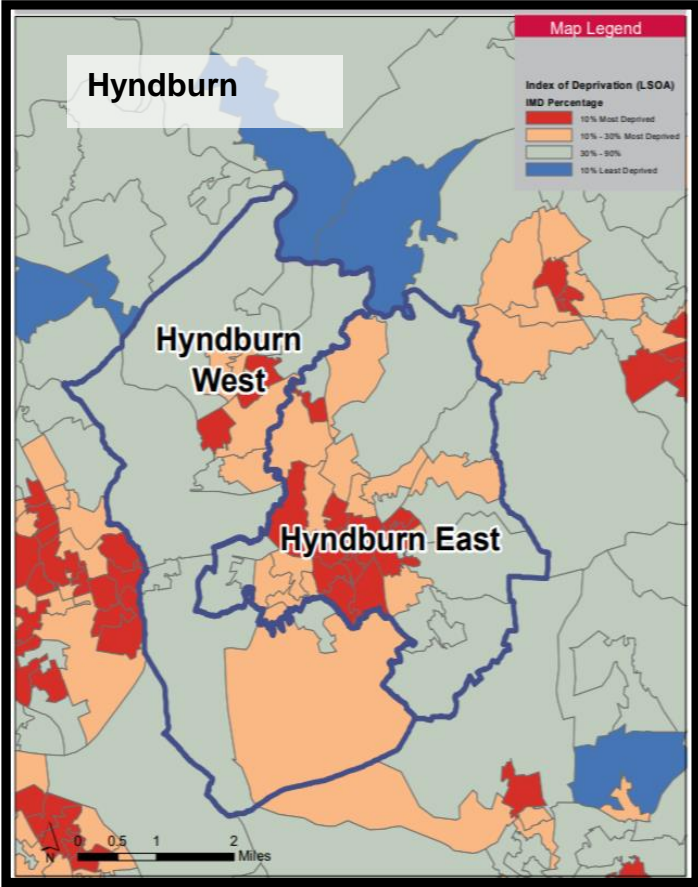 Hyndburn
Map Legend
Index of Deprivation (LSOA)
IMD Percentage
10% Most Deprived
10% - 30% Most Deprived
30% - 90%
10% Least Deprived
Hyndburn
West
Hyndburn East
N
0 0.5 1 2
Miles